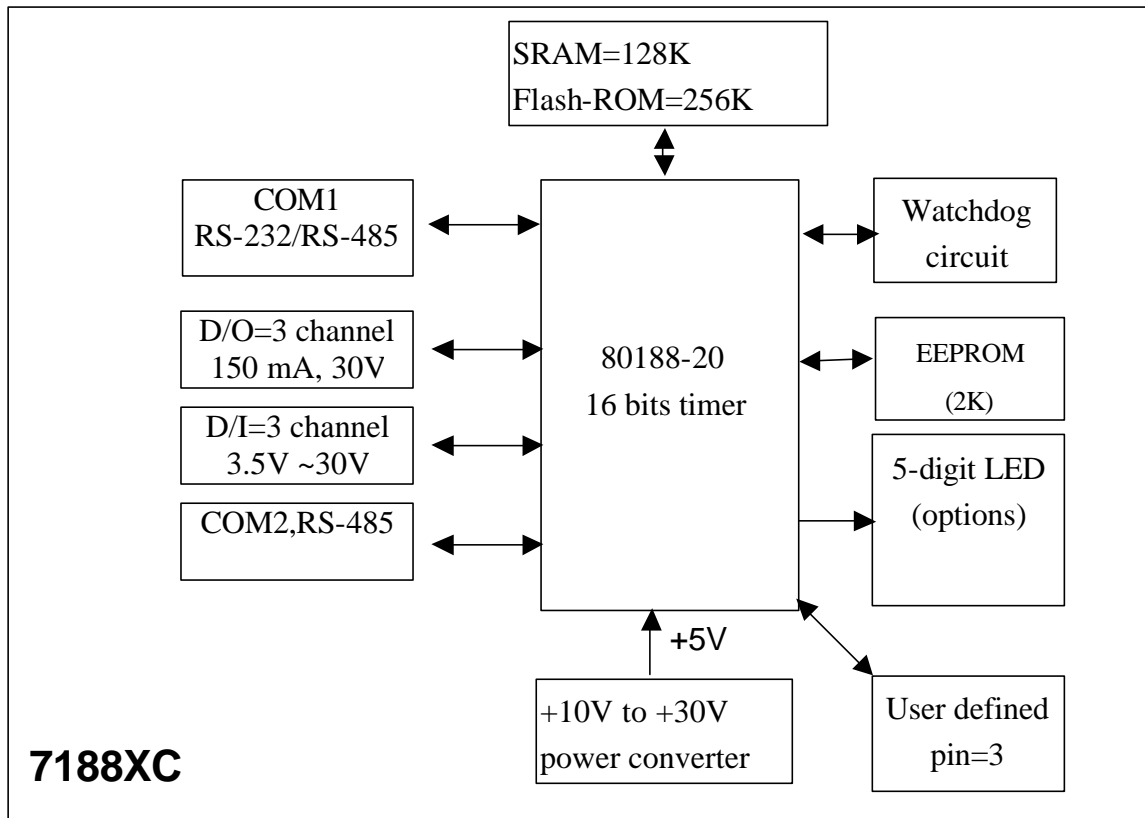 SRAM=128K
Flash-ROM=256K
COM1
RS-232/RS-485
D/O=3 channel
150 mA, 30V
D/I=3 channel
3.5V ~30V
COM2,RS-485
80188-20
16 bits timer
Watchdog
circuit
EEPROM
(2K)
5-digit LED
(options)
+5V
+10V to +30V
power converter
User defined
pin=3
7188XC